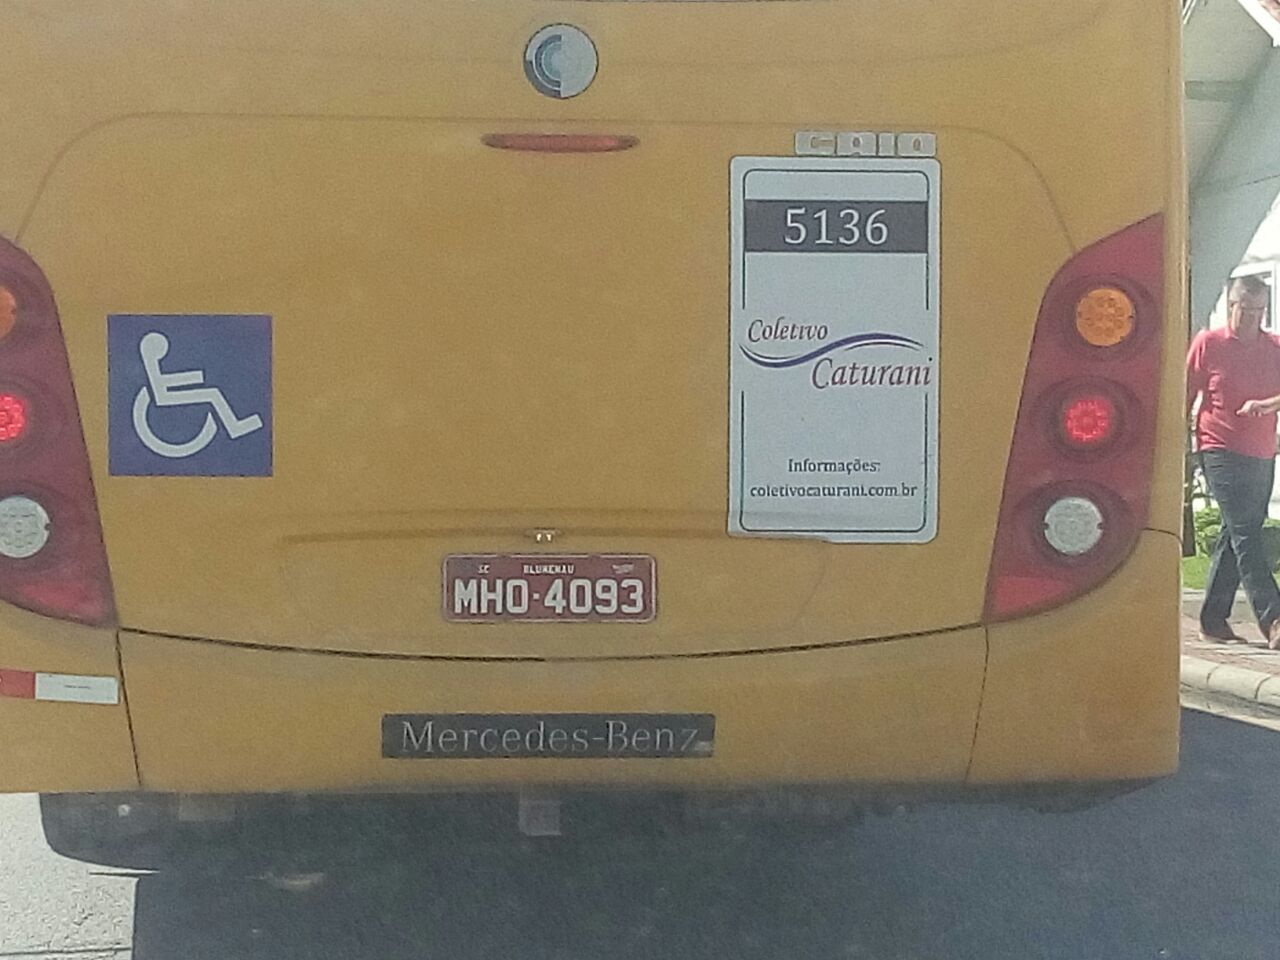 CAIO
5136
Coletivo
Caturani
Informações:
coletivocaturani.com.br
SC BLUMENAU
MHO·4093
Mercedes-Benz